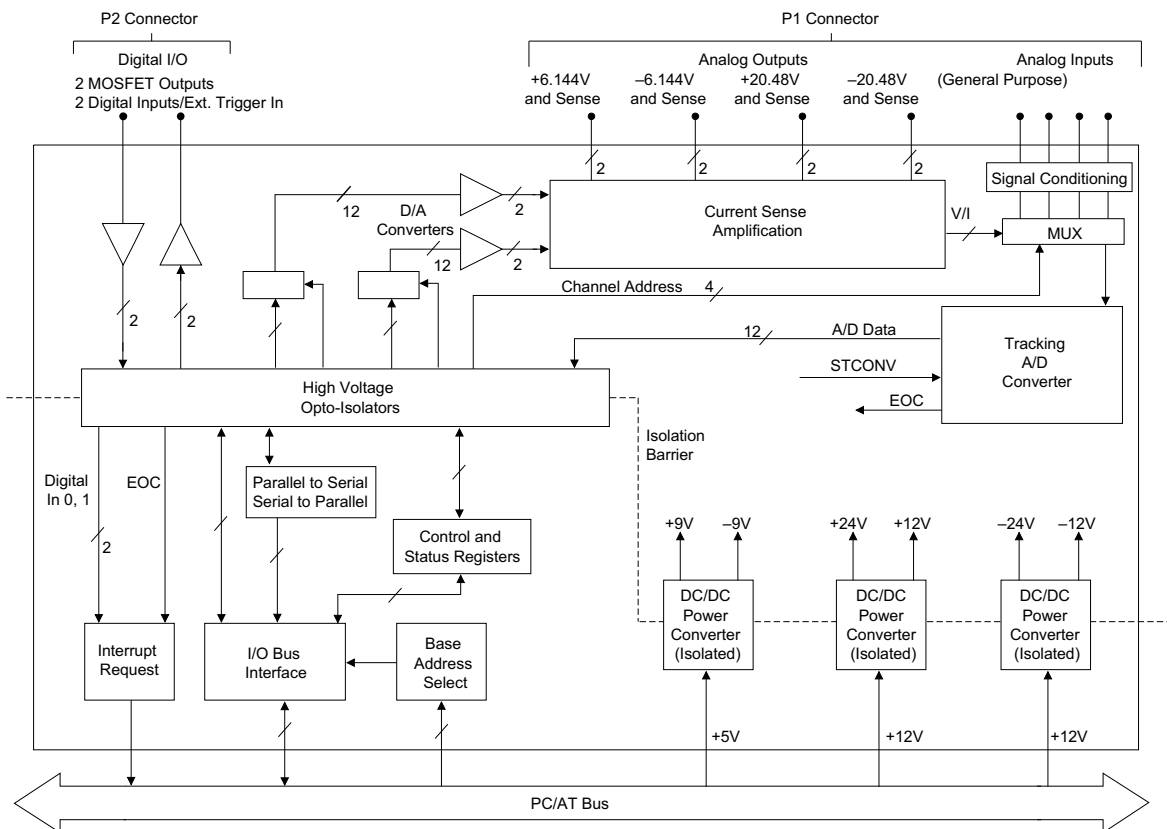 P2 Connector
P1 Connector
Digital I/O
2 MOSFET Outputs
2 Digital Inputs/Ext. Trigger In
Analog Outputs
+6.144V
and Sense
–6.144V
and Sense
+20.48V
and Sense
–20.48V
and Sense
Analog Inputs
(General Purpose)
2
2
2
2
Signal Conditioning
12
2
D/A
Converters
12
2
Current Sense
Amplification
V/I
MUX
2
2
Channel Address
4
12
A/D Data
STCONV
EOC
Tracking
A/D
Converter
High Voltage
Opto-Isolators
Isolation
Barrier
Digital
In 0, 1
EOC
2
Parallel to Serial
Serial to Parallel
Control and
Status Registers
+9V
–9V
+24V
+12V
–24V
–12V
DC/DC
Power
Converter
(Isolated)
DC/DC
Power
Converter
(Isolated)
DC/DC
Power
Converter
(Isolated)
Interrupt
Request
I/O Bus
Interface
Base
Address
Select
+5V
+12V
+12V
PC/AT Bus